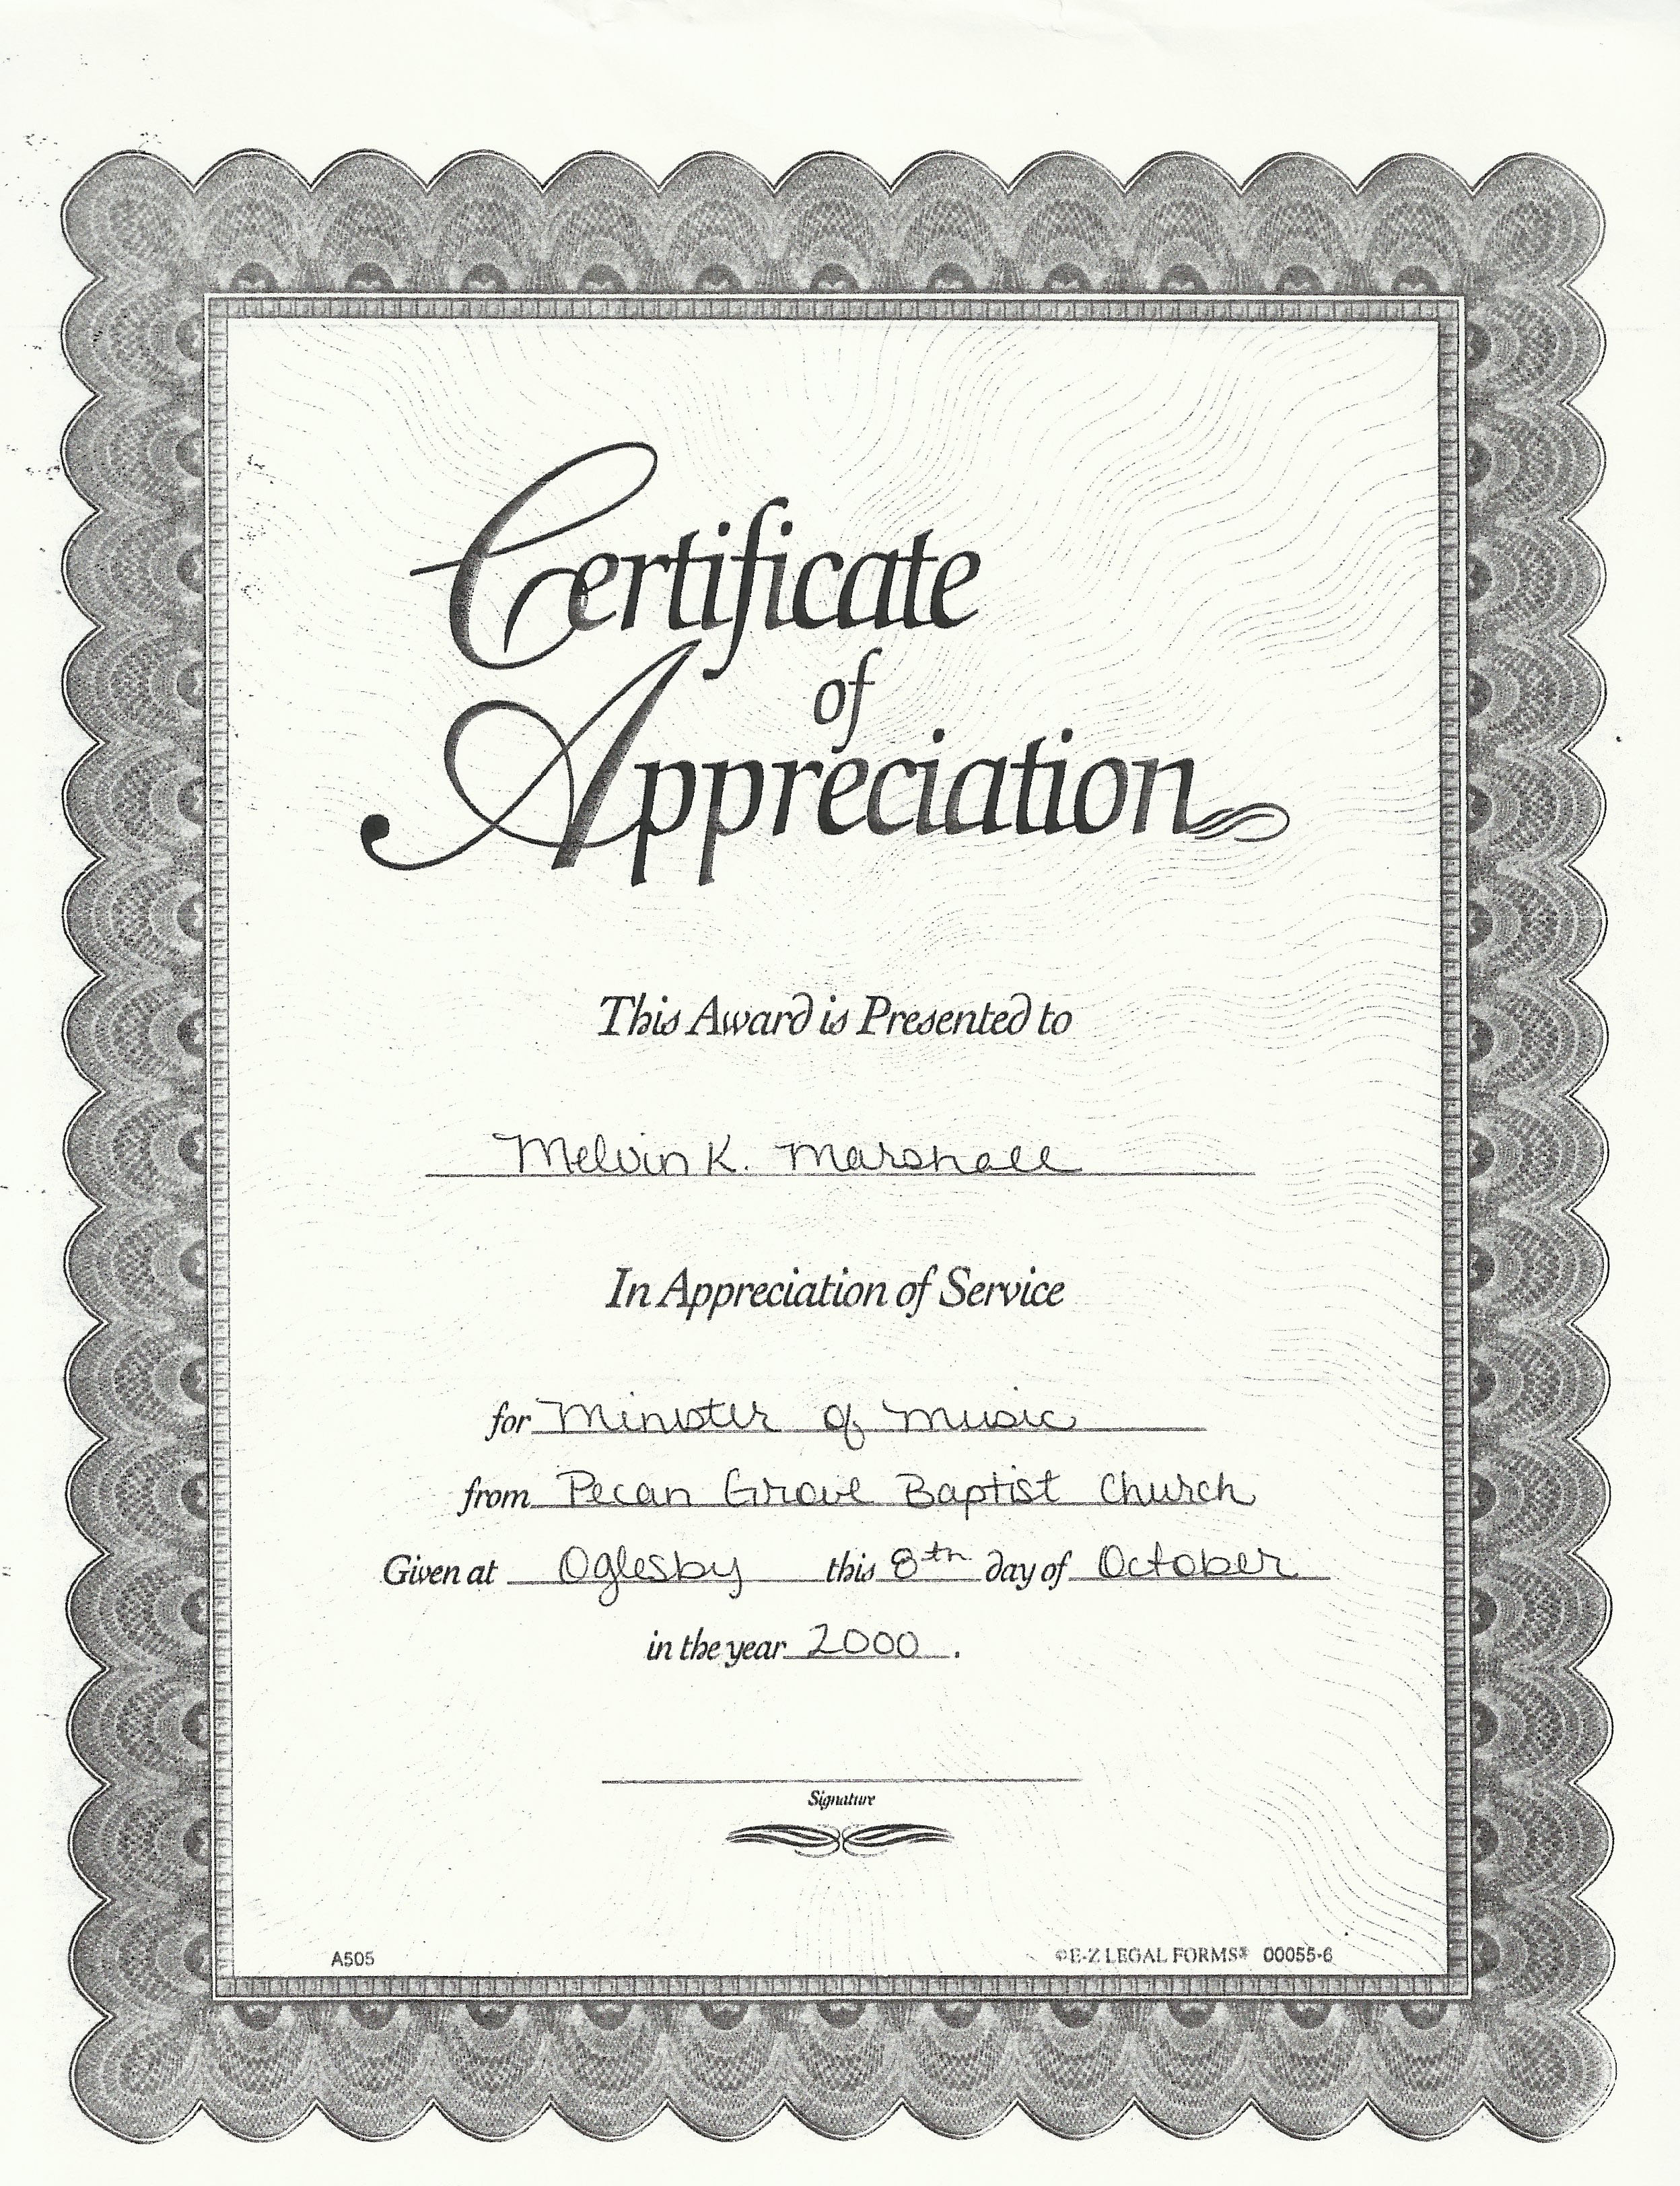 Certificate
of
Appreciation
This Award is Presented to
Melvin K. Marshall
In Appreciation of Service
for Minister of Music
from Pecan Grove Baptist Church
Given at Oglesby this 8th day of October
in the year 2000 .
Signature
A505 ©E-Z LEGAL FORMS® 00055-6